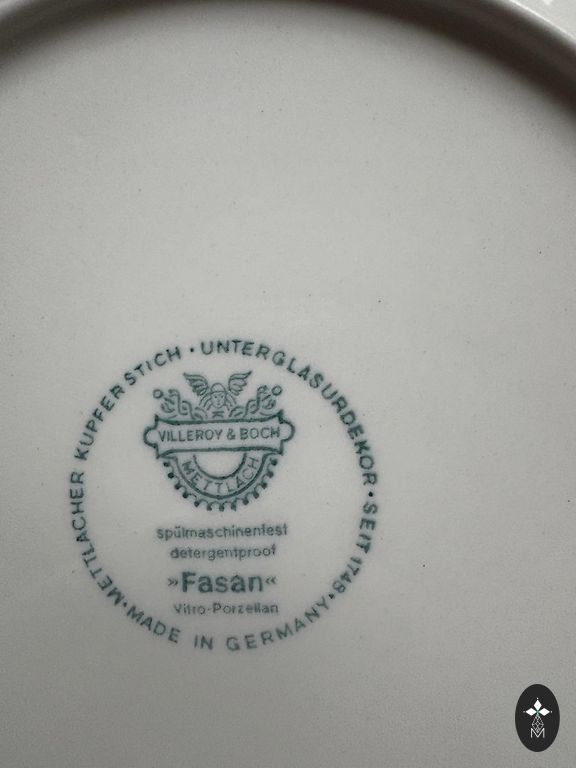 METTLACHER KUPFERSTICH · UNTERGLASURDEKOR · SEIT 1748 · MADE IN GERMANY ·
VILLEROY & BOCH
METTLACH
spülmaschinenfest
detergentproof
»Fasan«
Vitro-Porzellan
M